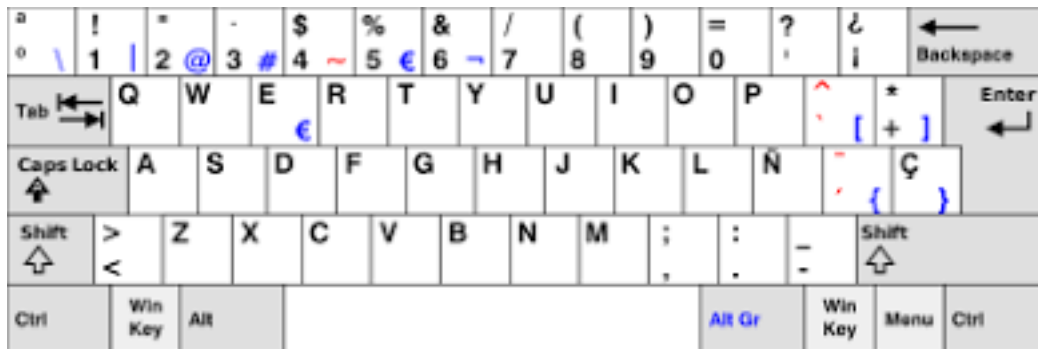 ª ! " · $ % & / ( ) = ? ¿ Backspace
º \ 1 | 2 @ 3 # 4 ~ 5 € 6 ¬ 7 8 9 0 ' ¡
Tab Q W E € R T Y U I O P ^ ` [ * + ] Enter
Caps Lock A S D F G H J K L Ñ ¨ ´ { Ç }
Shift > < Z X C V B N M ; , : . _ - Shift
Ctrl Win Key Alt Alt Gr Win Key Menu Ctrl